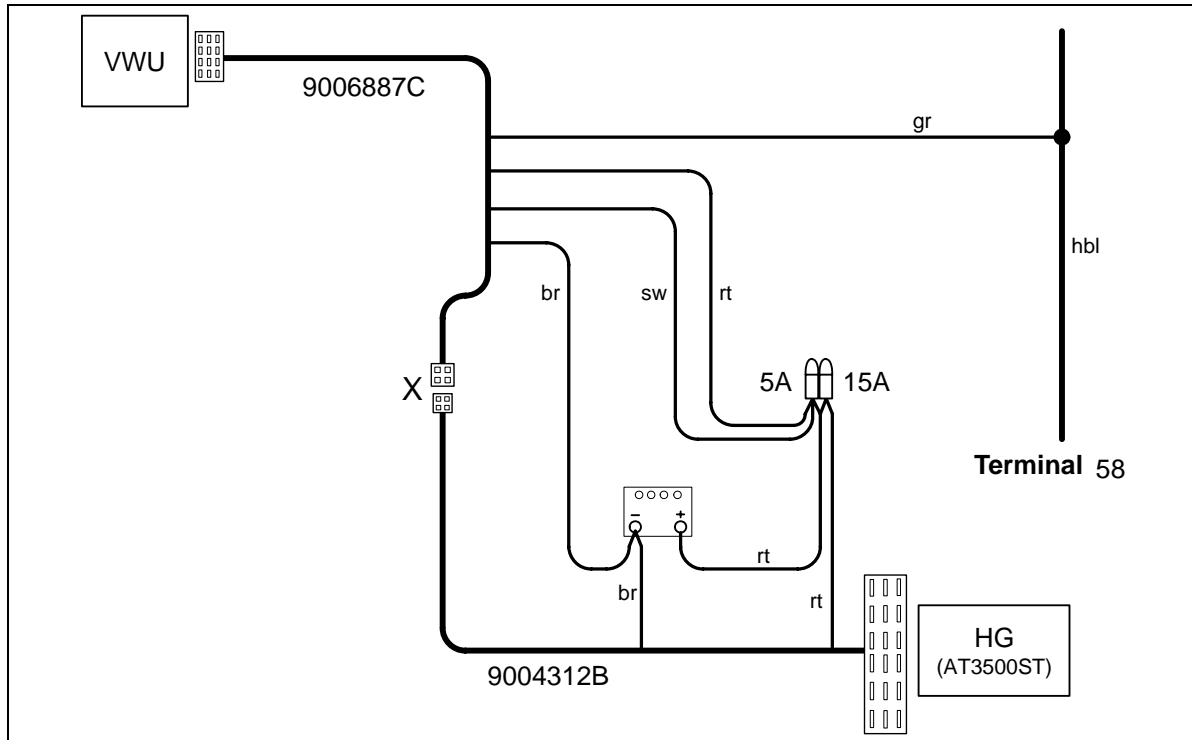 VWU
9006887C
gr
hbl
br
sw
rt
5A
15A
X
Terminal 58
−
+
rt
br
rt
HG
(AT3500ST)
9004312B